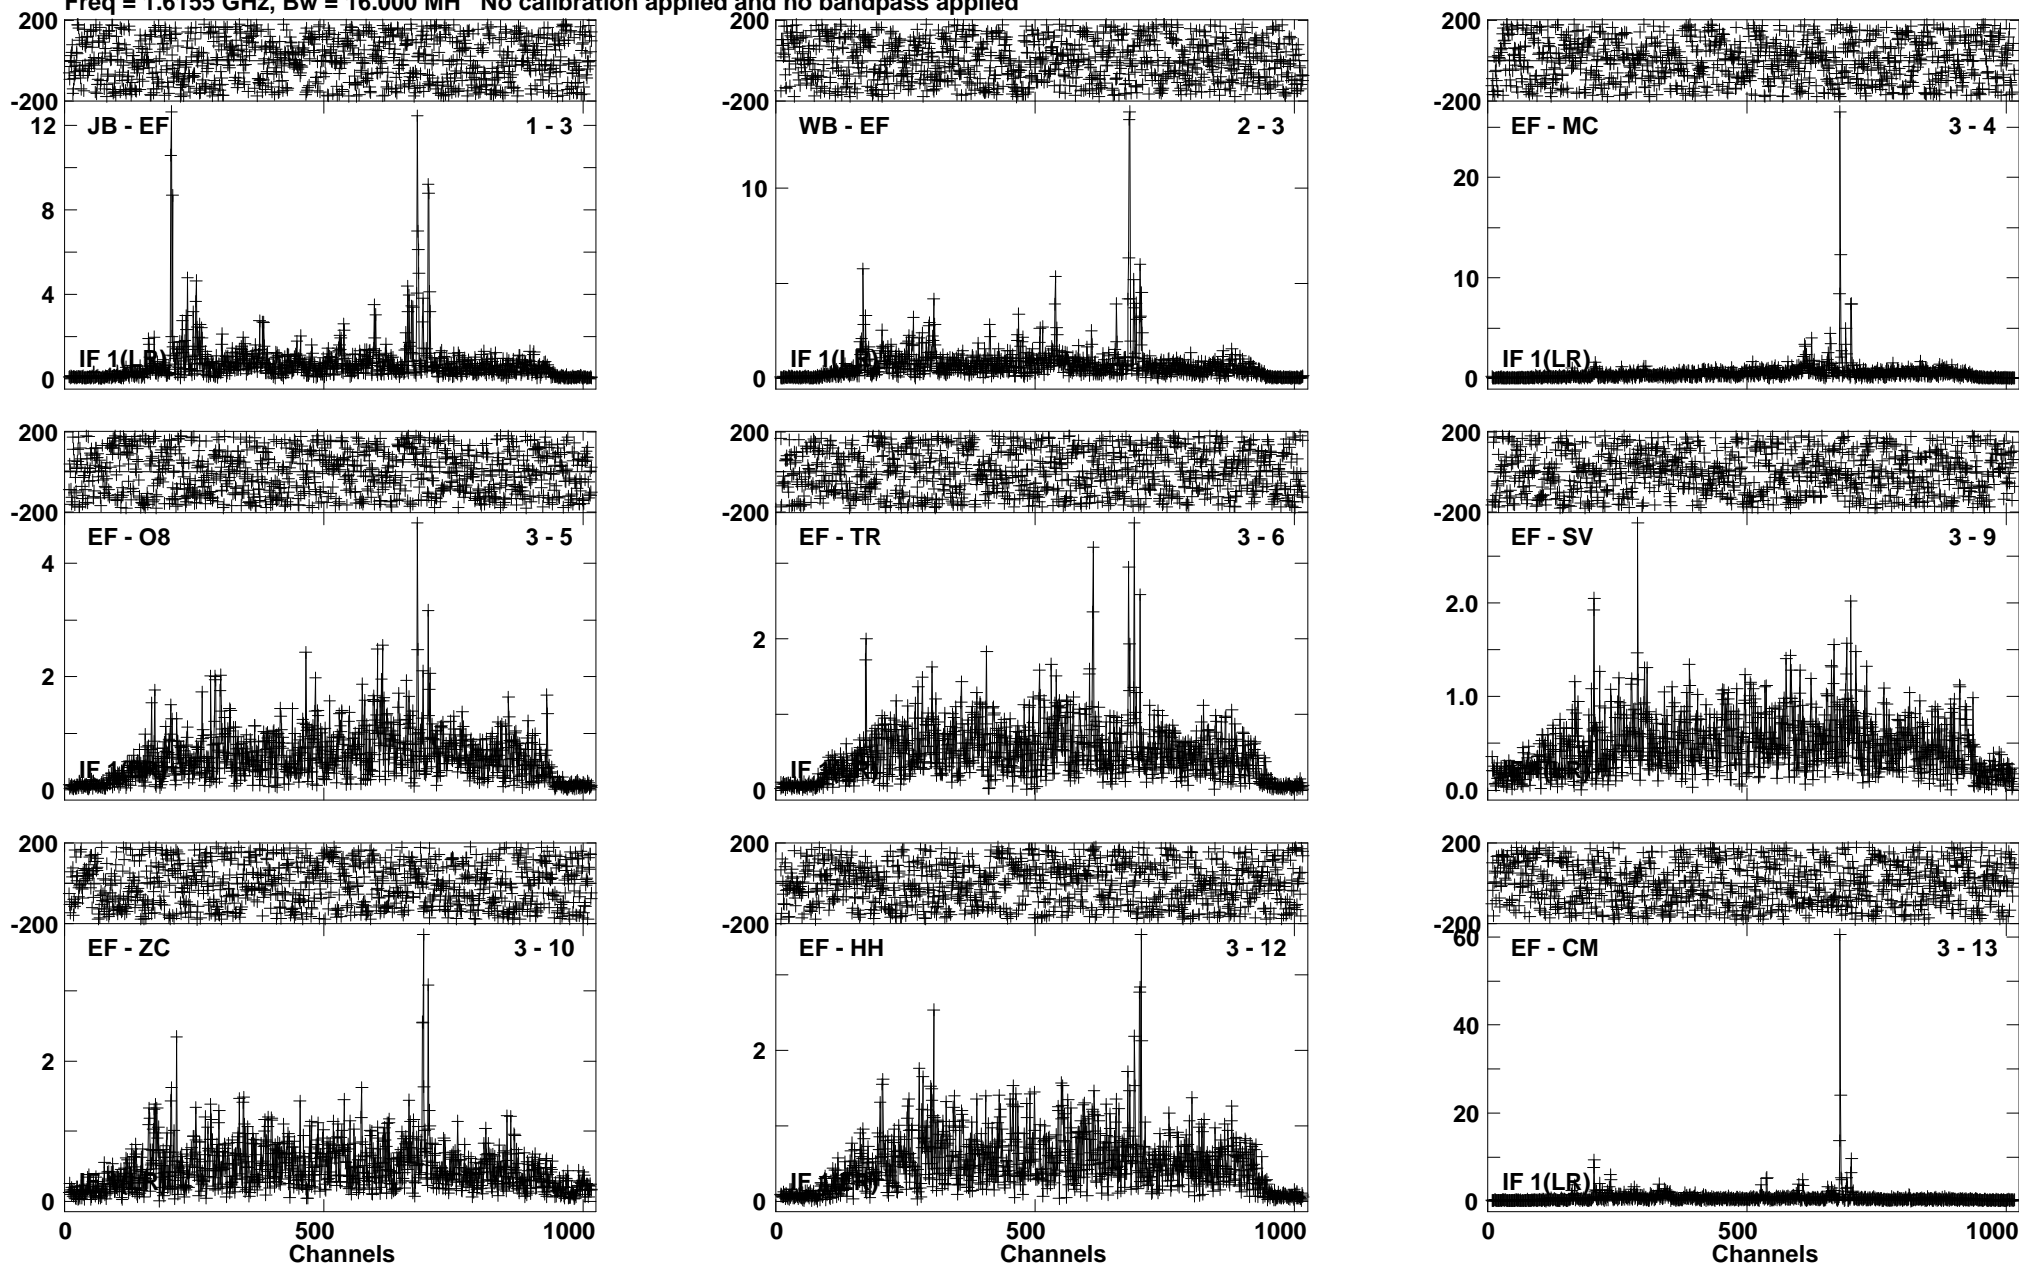 Freq = 1.6155 GHz, Bw = 16.000 MH No calibration applied and no bandpass applied
200
-200
JB - EF 1 - 3
12
8
4
0
IF 1(LR)
200
-200
WB - EF 2 - 3
10
0
IF 1(LR)
200
-200
EF - MC 3 - 4
20
10
0
IF 1(LR)
200
-200
EF - O8 3 - 5
4
2
0
200
-200
EF - TR 3 - 6
2
0
200
-200
EF - SV 3 - 9
2.0
1.0
0.0
200
-200
EF - ZC 3 - 10
2
0
0 500 1000
Channels
200
-200
EF - HH 3 - 12
2
0
0 500 1000
Channels
200
-200
EF - CM 3 - 13
60
40
20
0
IF 1(LR)
0 500 1000
Channels